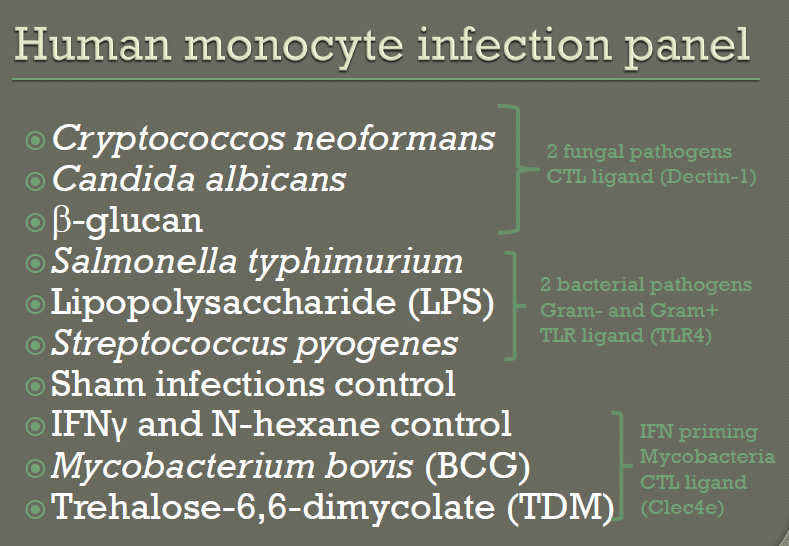 Human monocyte infection panel
Cryptococcos neoformans
Candida albicans
β-glucan
2 fungal pathogens
CTL ligand (Dectin-1)
Salmonella typhimurium
Lipopolysaccharide (LPS)
Streptococcus pyogenes
2 bacterial pathogens
Gram- and Gram+
TLR ligand (TLR4)
Sham infections control
IFNγ and N-hexane control
Mycobacterium bovis (BCG)
Trehalose-6,6-dimycolate (TDM)
IFN priming
Mycobacteria
CTL ligand
(Clec4e)